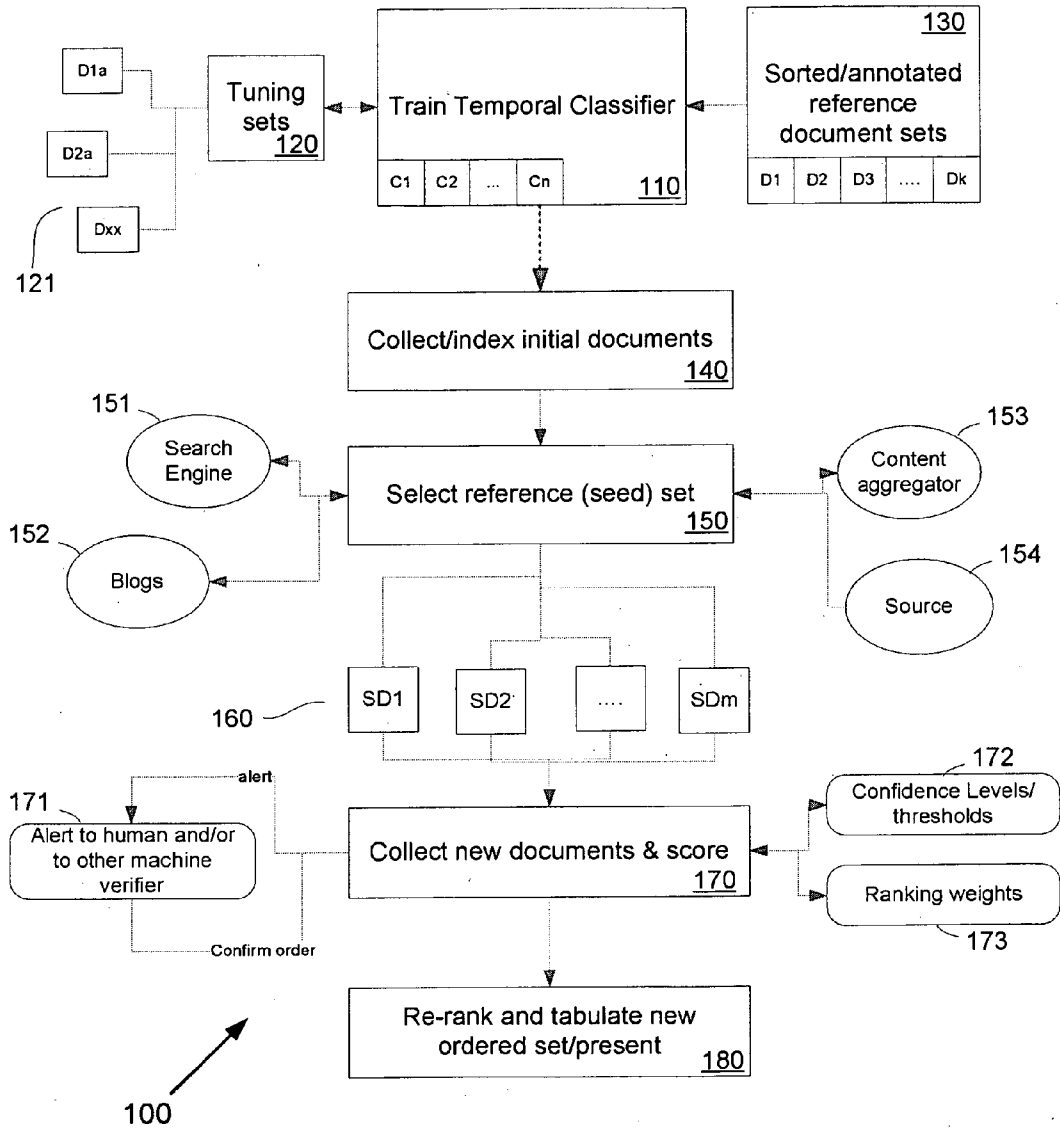 D1a
D2a
Dxx
121
Tuning
sets
120
Train Temporal Classifier
C1 C2 ... Cn
110
130
Sorted/annotated
reference
document sets
D1 D2 D3 .... Dk
Collect/index initial documents
140
151
Search
Engine
152
Blogs
Select reference (seed) set
150
153
Content
aggregator
154
Source
160
SD1 SD2 .... SDm
alert
171
Alert to human and/or
to other machine
verifier
Confirm order
Collect new documents & score
170
172
Confidence Levels/
thresholds
Ranking weights
173
Re-rank and tabulate new
ordered set/present
180
100